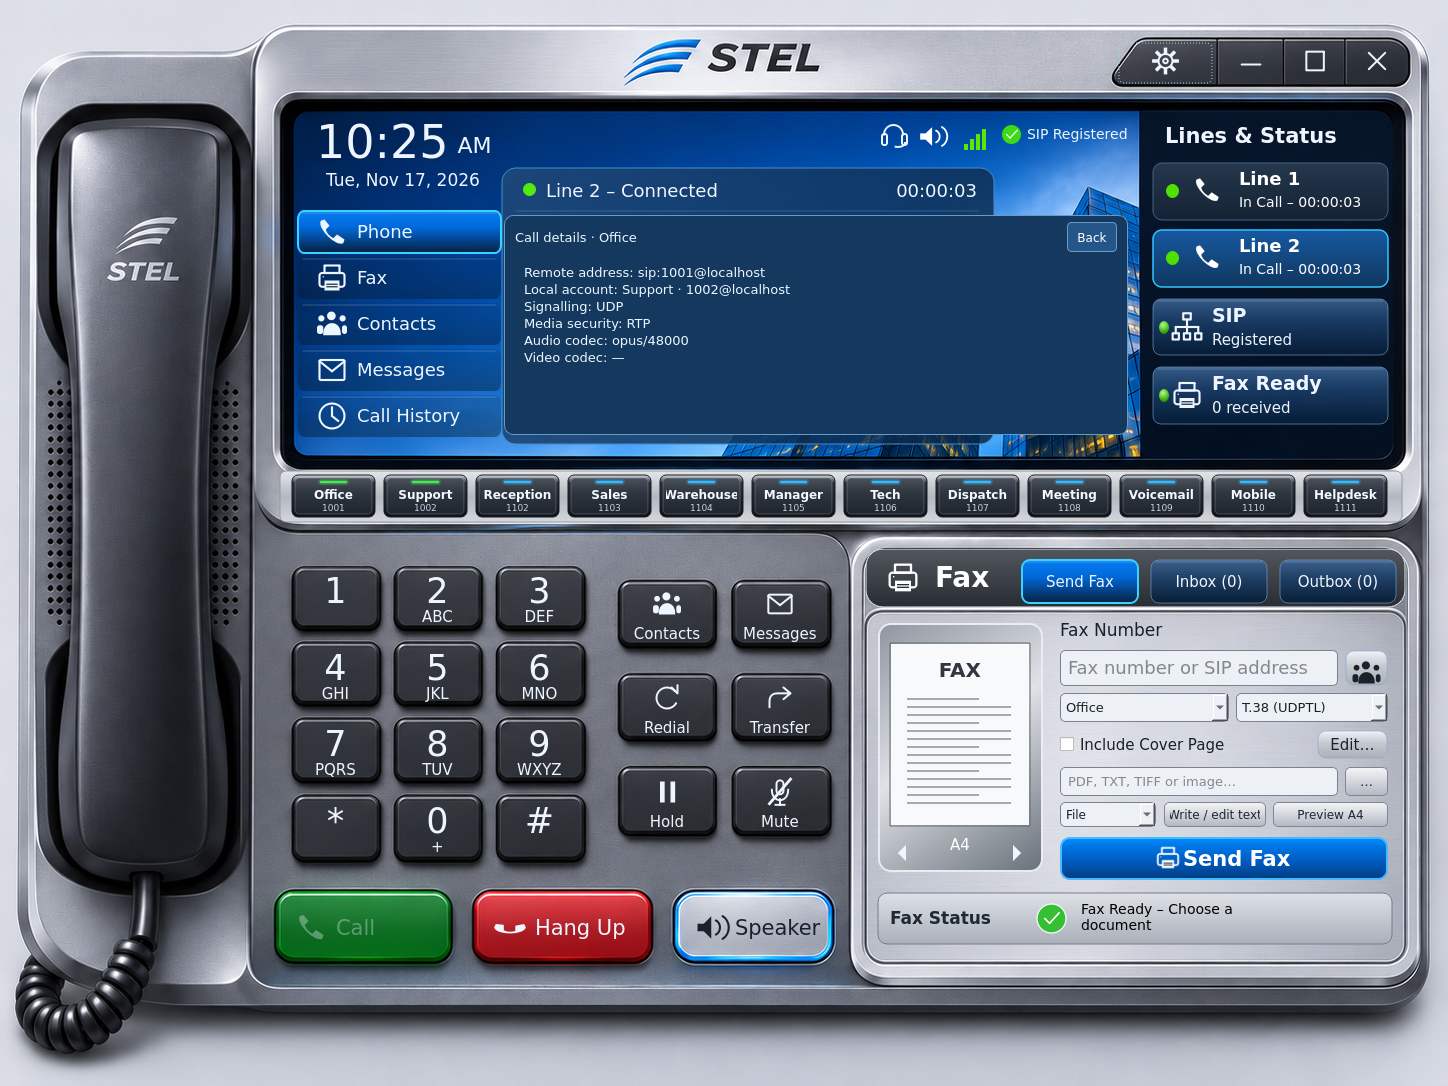 STEL
10:25 AM
Tue, Nov 17, 2026
SIP Registered
Line 2 – Connected
00:00:03
Phone
Fax
Contacts
Messages
Call History
Call details · Office
Back
Remote address: sip:1001@localhost
Local account: Support · 1002@localhost
Signalling: UDP
Media security: RTP
Audio codec: opus/48000
Video codec: —
Lines & Status
Line 1
In Call – 00:00:03
Line 2
In Call – 00:00:03
SIP
Registered
Fax Ready
0 received
STEL
Office
1001
Support
1002
Reception
1102
Sales
1103
Warehouse
1104
Manager
1105
Tech
1106
Dispatch
1107
Meeting
1108
Voicemail
1109
Mobile
1110
Helpdesk
1111
1
2
ABC
3
DEF
4
GHI
5
JKL
6
MNO
7
PQRS
8
TUV
9
WXYZ
*
0
+
#
Contacts
Messages
Redial
Transfer
Hold
Mute
Call
Hang Up
Speaker
Fax
Send Fax
Inbox (0)
Outbox (0)
FAX
A4
Fax Number
Fax number or SIP address
Office
T.38 (UDPTL)
Include Cover Page
Edit...
PDF, TXT, TIFF or image...
...
File
Write / edit text
Preview A4
Send Fax
Fax Status
Fax Ready – Choose a
document